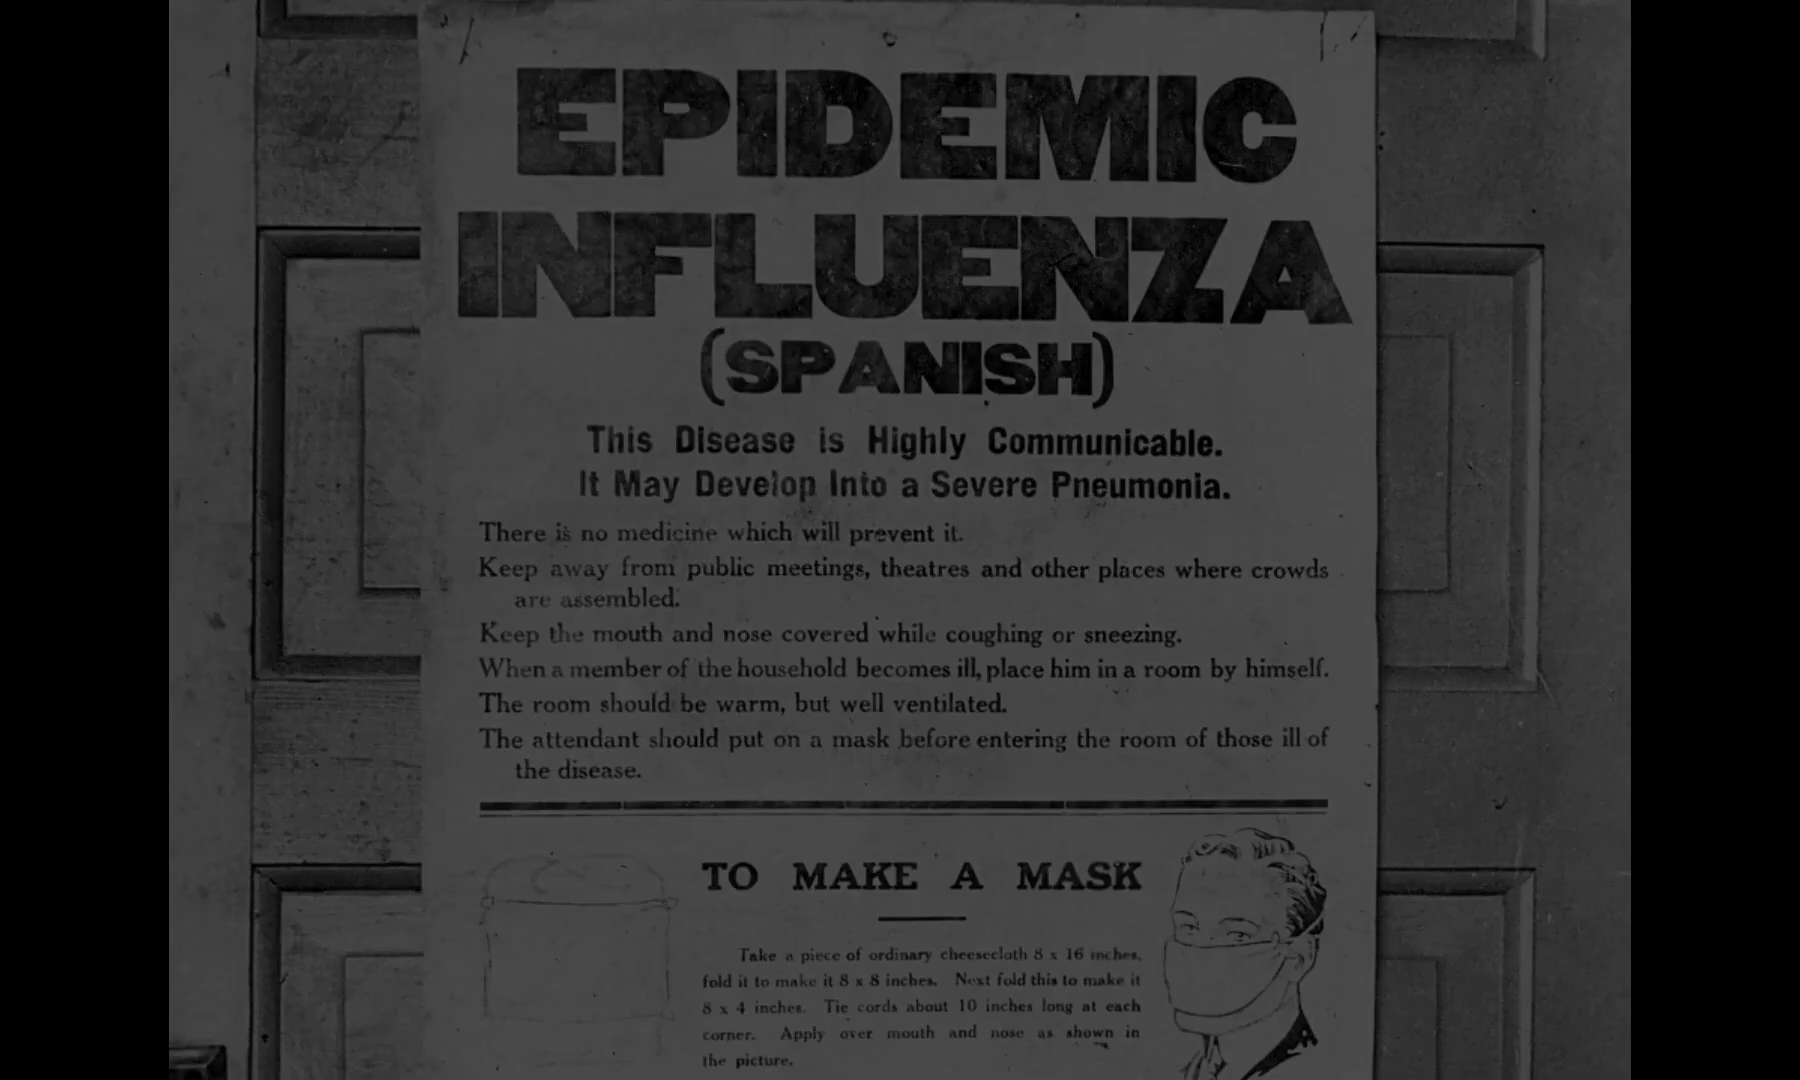 EPIDEMIC
INFLUENZA
(SPANISH)
This Disease is Highly Communicable.
It May Develop Into a Severe Pneumonia.
There is no medicine which will prevent it.
Keep away from public meetings, theatres and other places where crowds
are assembled.
Keep the mouth and nose covered while coughing or sneezing.
When a member of the household becomes ill, place him in a room by himself.
The room should be warm, but well ventilated.
The attendant should put on a mask before entering the room of those ill of
the disease.
TO MAKE A MASK
Take a piece of ordinary cheesecloth 8 x 16 inches,
fold it to make it 8 x 8 inches. Next fold this to make it
8 x 4 inches. Tie cords about 10 inches long at each
corner. Apply over mouth and nose as shown in
the picture.